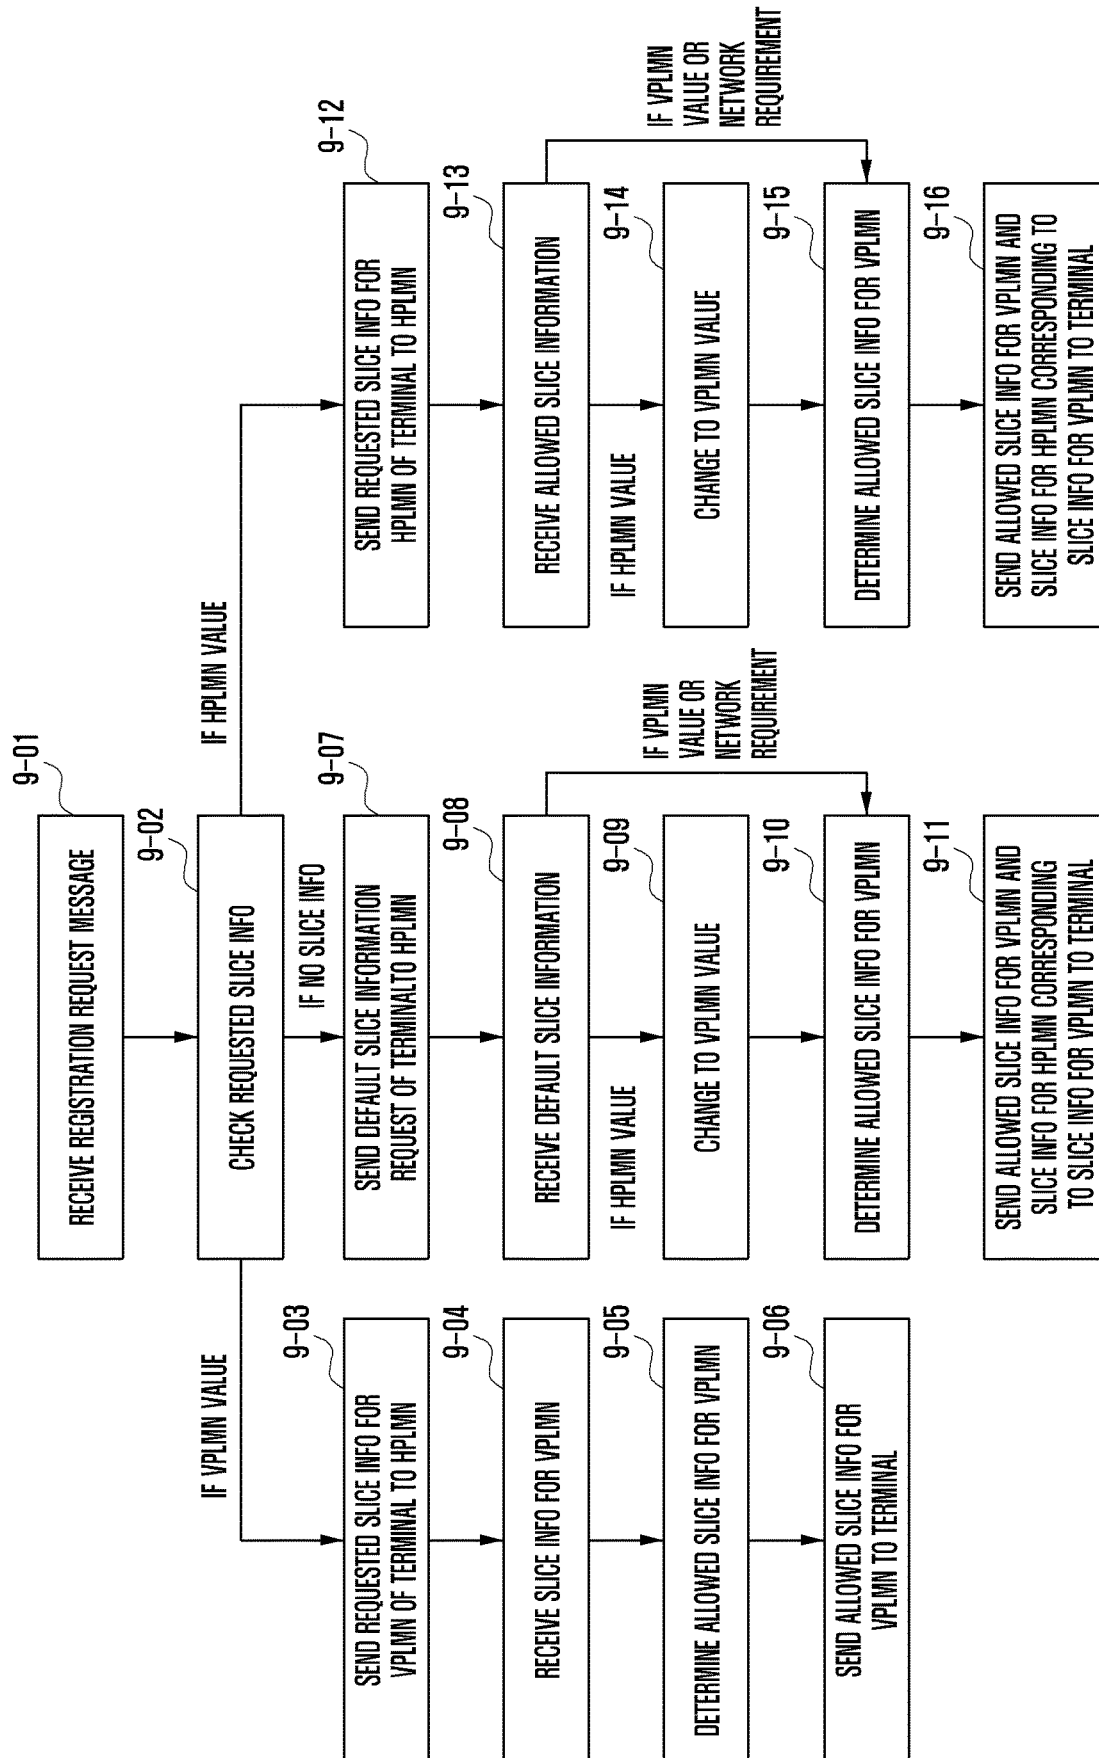 9-01
RECEIVE REGISTRATION REQUEST MESSAGE
9-02
CHECK REQUESTED SLICE INFO
IF VPLMN VALUE
IF NO SLICE INFO
IF HPLMN VALUE
9-03
SEND REQUESTED SLICE INFO FOR
VPLMN OF TERMINAL TO HPLMN
9-04
RECEIVE SLICE INFO FOR VPLMN
9-05
DETERMINE ALLOWED SLICE INFO FOR VPLMN
9-06
SEND ALLOWED SLICE INFO FOR
VPLMN TO TERMINAL
9-07
SEND DEFAULT SLICE INFORMATION
REQUEST OF TERMINALTO HPLMN
9-08
RECEIVE DEFAULT SLICE INFORMATION
IF HPLMN VALUE
IF VPLMN
VALUE OR
NETWORK
REQUIREMENT
9-09
CHANGE TO VPLMN VALUE
9-10
DETERMINE ALLOWED SLICE INFO FOR VPLMN
9-11
SEND ALLOWED SLICE INFO FOR VPLMN AND
SLICE INFO FOR HPLMN CORRESPONDING
TO SLICE INFO FOR VPLMN TO TERMINAL
9-12
SEND REQUESTED SLICE INFO FOR
HPLMN OF TERMINAL TO HPLMN
9-13
RECEIVE ALLOWED SLICE INFORMATION
IF HPLMN VALUE
IF VPLMN
VALUE OR
NETWORK
REQUIREMENT
9-14
CHANGE TO VPLMN VALUE
9-15
DETERMINE ALLOWED SLICE INFO FOR VPLMN
9-16
SEND ALLOWED SLICE INFO FOR VPLMN AND
SLICE INFO FOR HPLMN CORRESPONDING TO
SLICE INFO FOR VPLMN TO TERMINAL